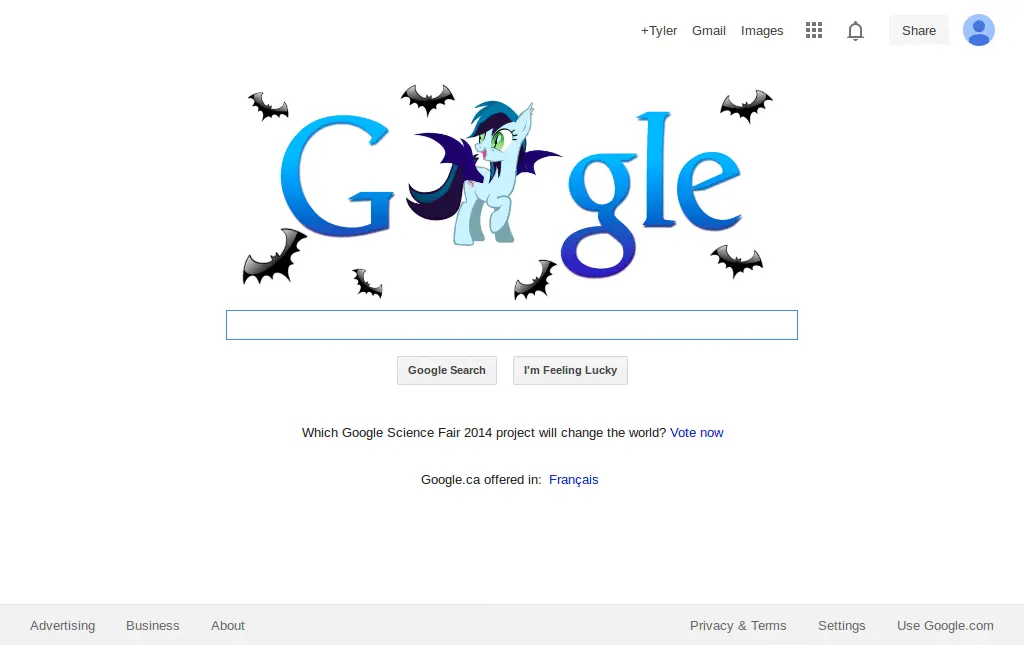 +Tyler Gmail Images Share
G gle
Google Search I'm Feeling Lucky
Which Google Science Fair 2014 project will change the world? Vote now
Google.ca offered in: Français
Advertising Business About Privacy & Terms Settings Use Google.com